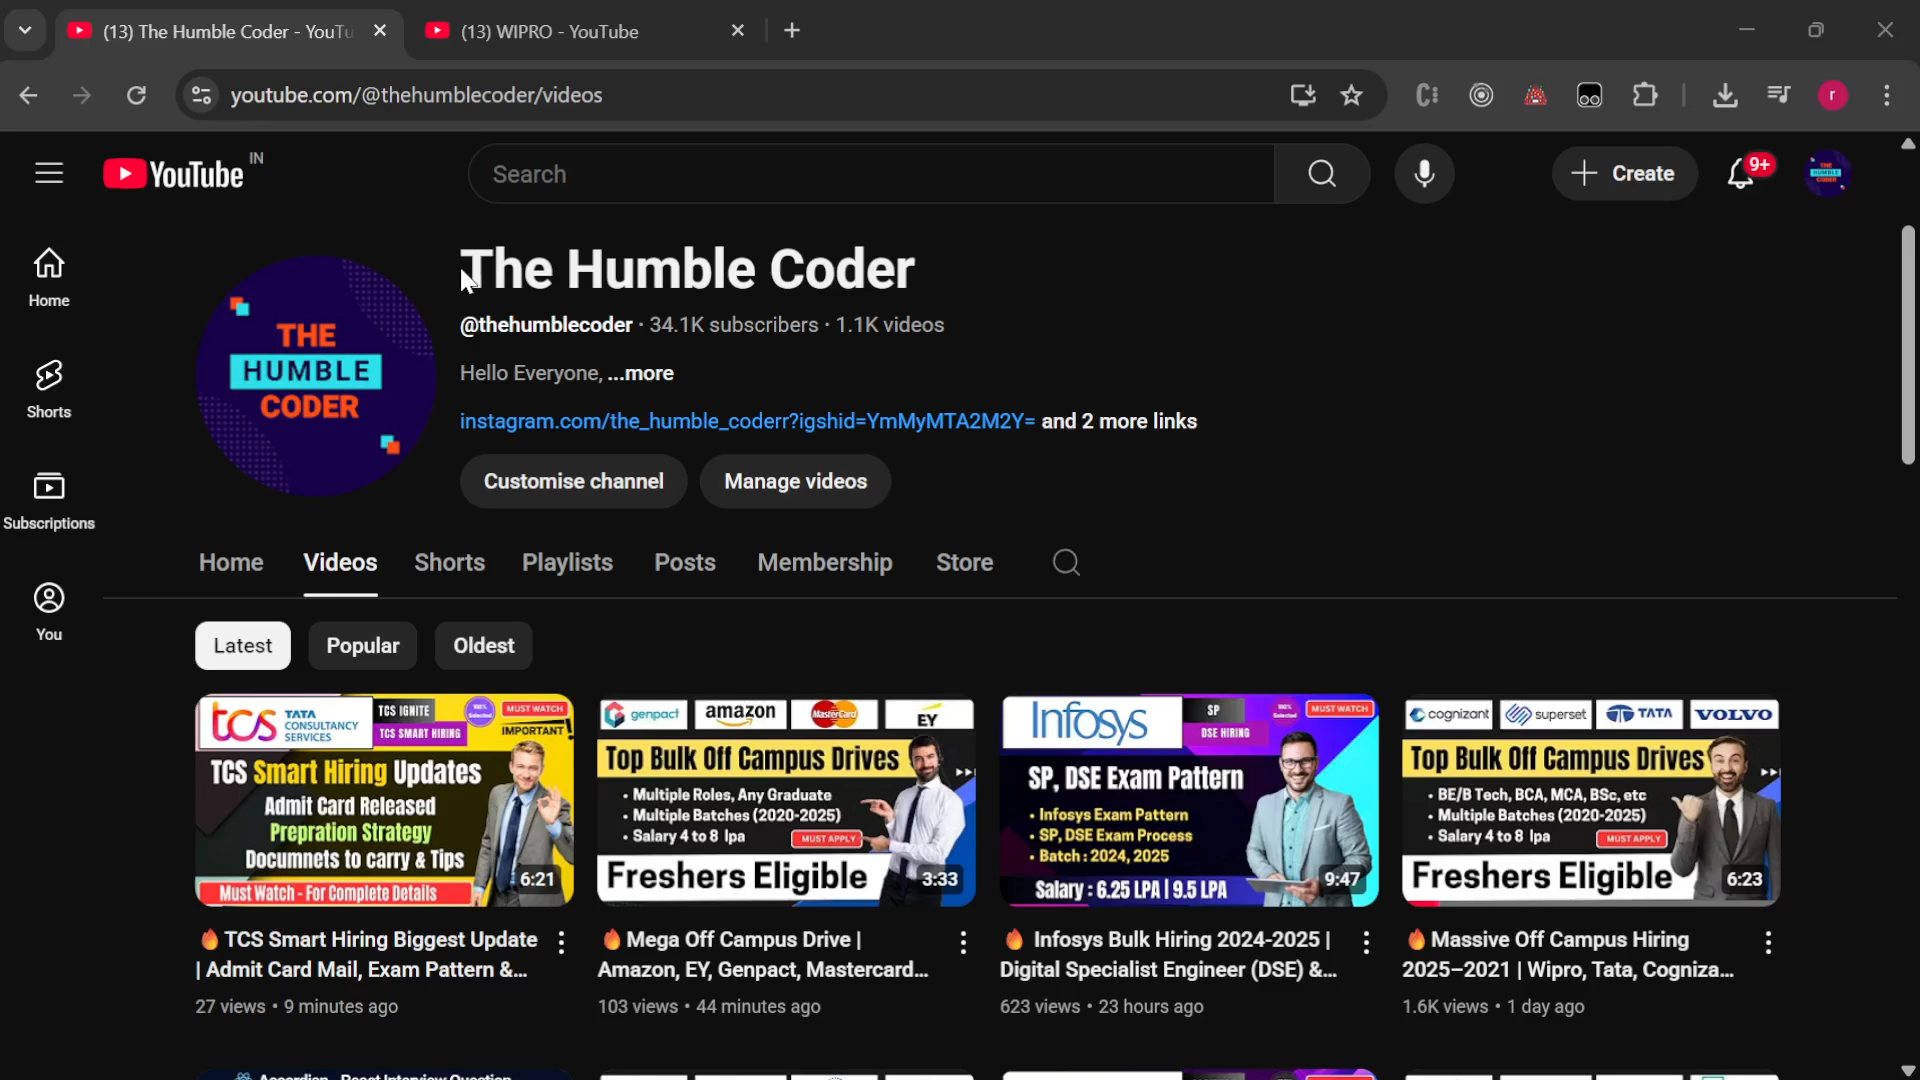 (13) The Humble Coder - YouTu
(13) WIPRO - YouTube
youtube.com/@thehumblecoder/videos
r
YouTube IN
Search
Create
9+
THE
HUMBLE
CODER
Home
Shorts
Subscriptions
You
THE
HUMBLE
CODER
The Humble Coder
@thehumblecoder · 34.1K subscribers · 1.1K videos
Hello Everyone, ...more
instagram.com/the_humble_coderr?igshid=YmMyMTA2M2Y= and 2 more links
Customise channel
Manage videos
Home Videos Shorts Playlists Posts Membership Store
Latest Popular Oldest
tcs TATA
CONSULTANCY
SERVICES
TCS IGNITE
TCS SMART HIRING
100%
Selected
MUST WATCH
IMPORTANT!
TCS Smart Hiring Updates
Admit Card Released
Prepration Strategy
Documnets to carry & Tips
Must Watch - For Complete Details
6:21
🔥 TCS Smart Hiring Biggest Update
| Admit Card Mail, Exam Pattern &...
27 views • 9 minutes ago
genpact amazon MasterCard EY
Top Bulk Off Campus Drives
• Multiple Roles, Any Graduate
• Multiple Batches (2020-2025)
• Salary 4 to 8 lpa
MUST APPLY
Freshers Eligible
3:33
🔥 Mega Off Campus Drive |
Amazon, EY, Genpact, Mastercard...
103 views • 44 minutes ago
Infosys
SP
DSE HIRING
100%
Selected
MUST WATCH
SP, DSE Exam Pattern
• Infosys Exam Pattern
• SP, DSE Exam Process
• Batch : 2024, 2025
Salary : 6.25 LPA | 9.5 LPA
9:47
🔥 Infosys Bulk Hiring 2024-2025 |
Digital Specialist Engineer (DSE) &...
623 views • 23 hours ago
cognizant superset TATA VOLVO
Top Bulk Off Campus Drives
• BE/B Tech, BCA, MCA, BSc, etc
• Multiple Batches (2020-2025)
• Salary 4 to 8 lpa
MUST APPLY
Freshers Eligible
6:23
🔥 Massive Off Campus Hiring
2025–2021 | Wipro, Tata, Cogniza...
1.6K views • 1 day ago